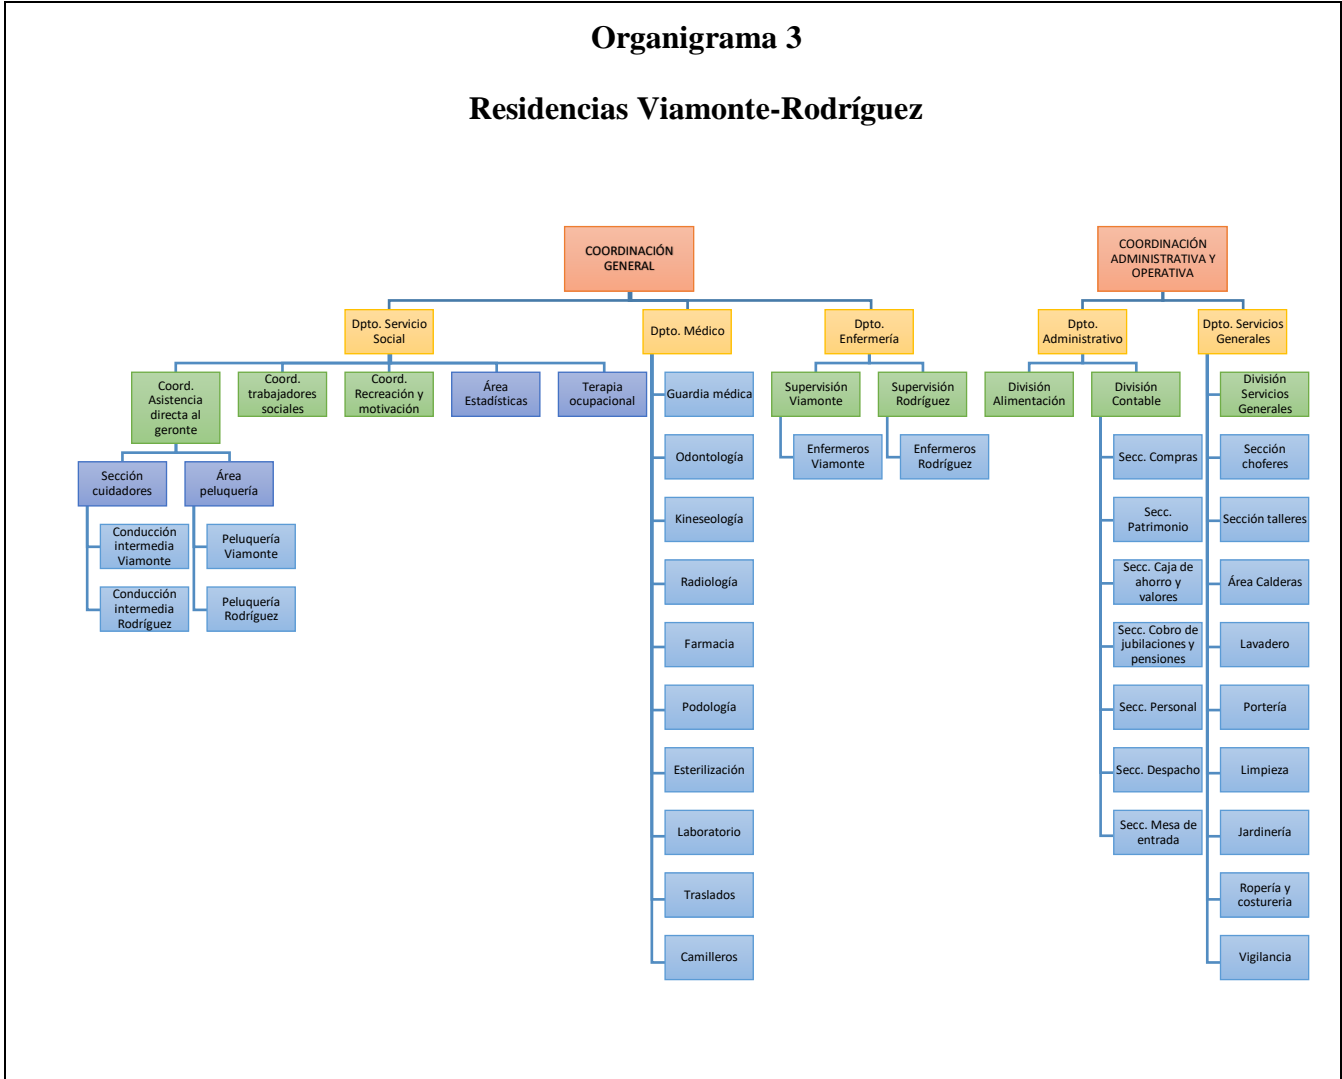 Organigrama 3
Residencias Viamonte-Rodríguez
COORDINACIÓN
GENERAL
COORDINACIÓN
ADMINISTRATIVA Y
OPERATIVA
Dpto. Servicio
Social
Dpto. Médico
Dpto.
Enfermería
Dpto.
Administrativo
Dpto. Servicios
Generales
Coord.
Asistencia
directa al
geronte
Coord.
trabajadores
sociales
Coord.
Recreación y
motivación
Área
Estadísticas
Terapia
ocupacional
Guardia médica
Supervisión
Viamonte
Supervisión
Rodríguez
División
Alimentación
División
Contable
División
Servicios
Generales
Sección
cuidadores
Área
peluquería
Odontología
Enfermeros
Viamonte
Enfermeros
Rodríguez
Secc. Compras
Sección
choferes
Conducción
intermedia
Viamonte
Peluquería
Viamonte
Kineseología
Secc.
Patrimonio
Sección talleres
Conducción
intermedia
Rodríguez
Peluquería
Rodríguez
Radiología
Secc. Caja de
ahorro y
valores
Área Calderas
Farmacia
Secc. Cobro de
jubilaciones y
pensiones
Lavadero
Podología
Secc. Personal
Portería
Esterilización
Secc. Despacho
Limpieza
Laboratorio
Secc. Mesa de
entrada
Jardinería
Traslados
Ropería y
costureria
Camilleros
Vigilancia